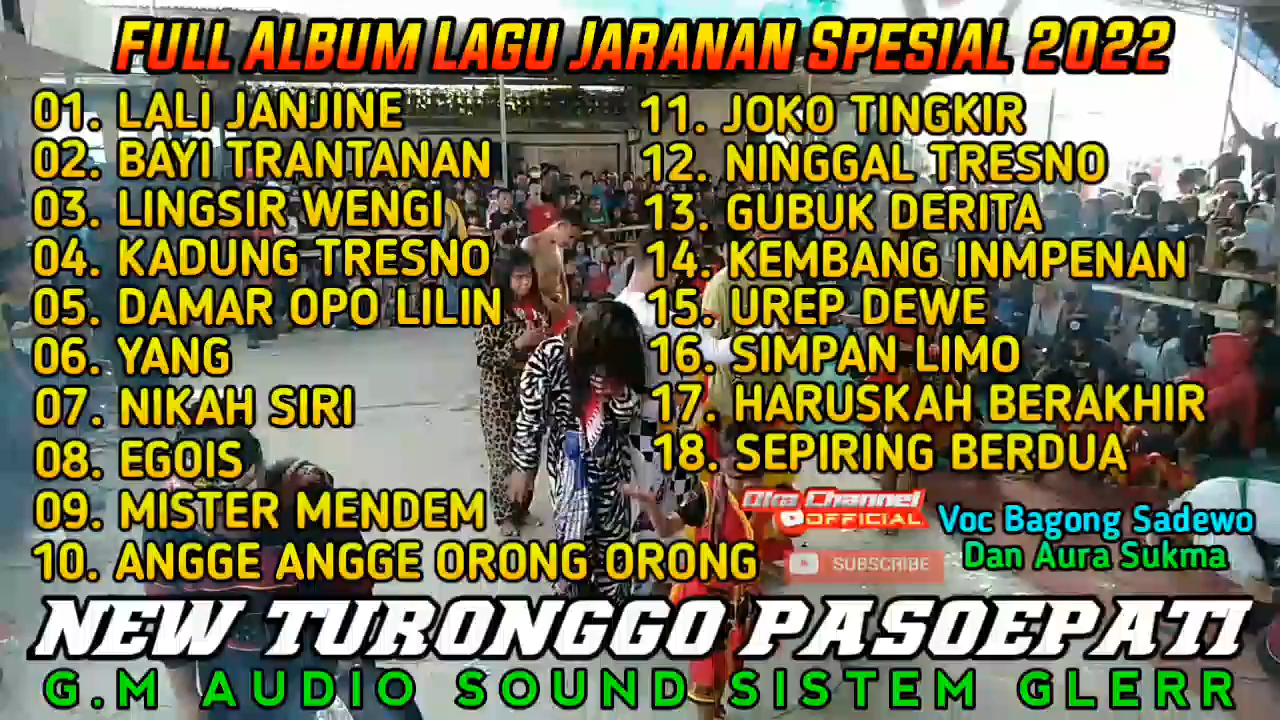 FULL ALBUM LAGU JARANAN SPESIAL 2022
01. LALI JANJINE
02. BAYI TRANTANAN
03. LINGSIR WENGI
04. KADUNG TRESNO
05. DAMAR OPO LILIN
06. YANG
07. NIKAH SIRI
08. EGOIS
09. MISTER MENDEM
10. ANGGE ANGGE ORONG ORONG
11. JOKO TINGKIR
12. NINGGAL TRESNO
13. GUBUK DERITA
14. KEMBANG INMPENAN
15. UREP DEWE
16. SIMPAN LIMO
17. HARUSKAH BERAKHIR
18. SEPIRING BERDUA
Oka Channel
OFFICIAL
SUBSCRIBE
Voc Bagong Sadewo
Dan Aura Sukma
NEW TURONGGO PASOEPATI
G.M AUDIO SOUND SISTEM GLERR